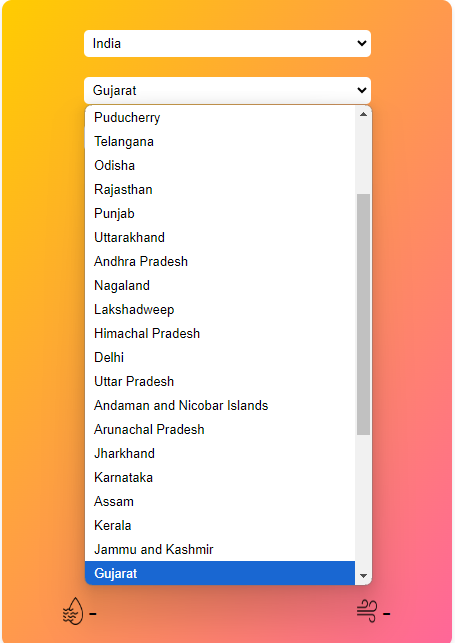 India
Gujarat
Puducherry
Telangana
Odisha
Rajasthan
Punjab
Uttarakhand
Andhra Pradesh
Nagaland
Lakshadweep
Himachal Pradesh
Delhi
Uttar Pradesh
Andaman and Nicobar Islands
Arunachal Pradesh
Jharkhand
Karnataka
Assam
Kerala
Jammu and Kashmir
Gujarat
- -